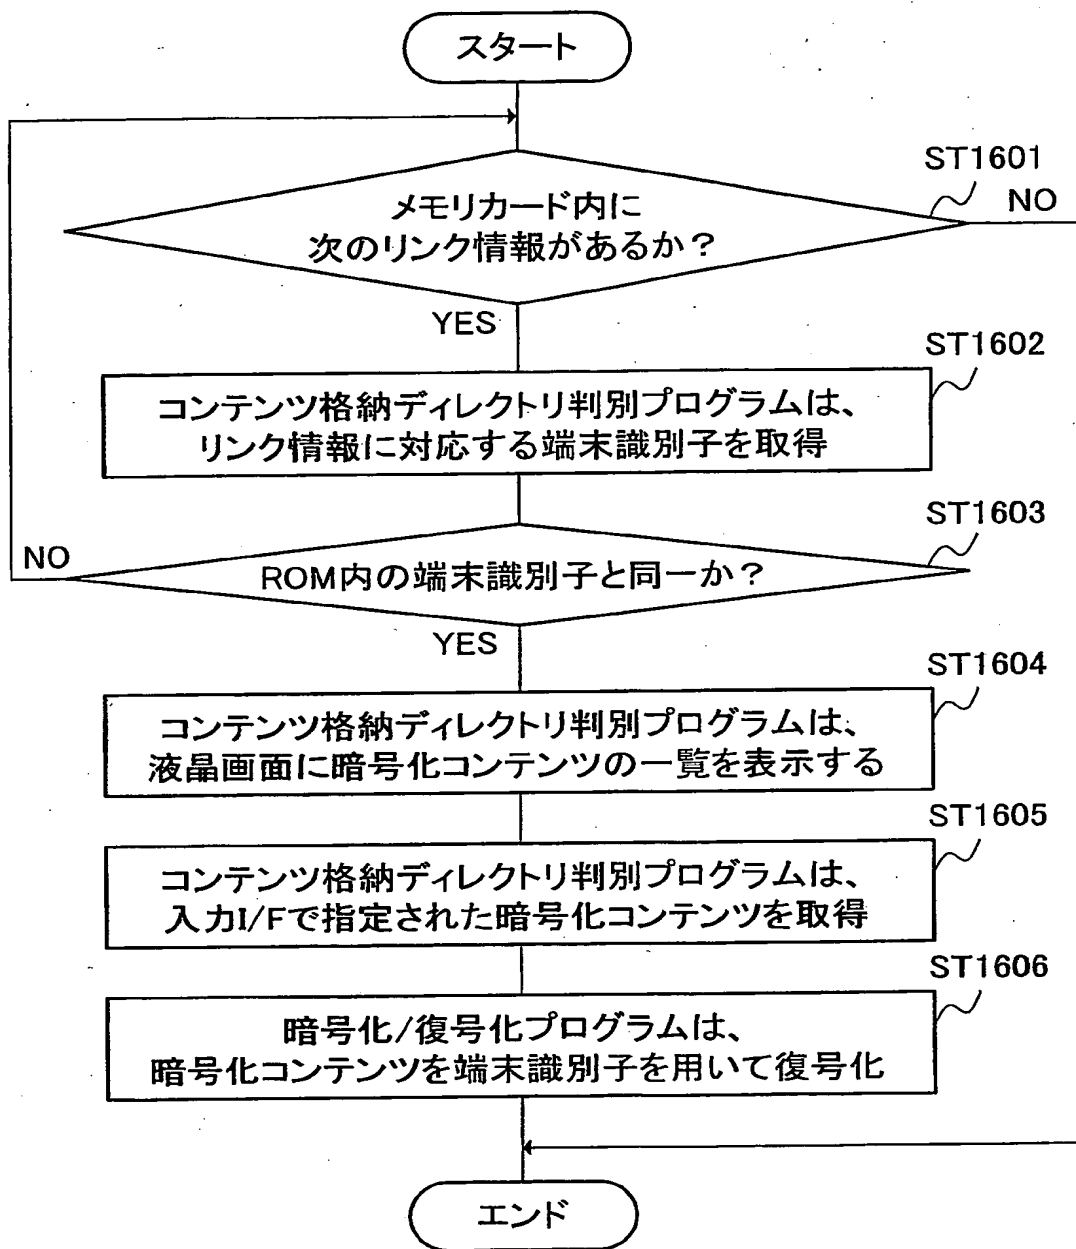 スタート
ST1601
NO
メモリカード内に
次のリンク情報があるか？
YES
ST1602
コンテンツ格納ディレクトリ判別プログラムは、
リンク情報に対応する端末識別子を取得
ST1603
NO
ROM内の端末識別子と同一か？
YES
ST1604
コンテンツ格納ディレクトリ判別プログラムは、
液晶画面に暗号化コンテンツの一覧を表示する
ST1605
コンテンツ格納ディレクトリ判別プログラムは、
入力I/Fで指定された暗号化コンテンツを取得
ST1606
暗号化/復号化プログラムは、
暗号化コンテンツを端末識別子を用いて復号化
エンド